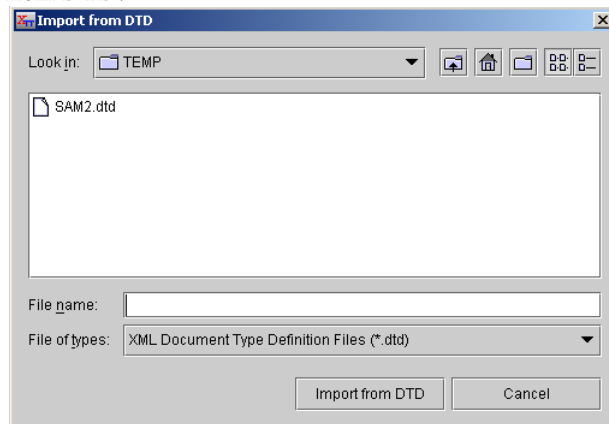 Import from DTD
Look in: TEMP
SAM2.dtd
File name:
File of types: XML Document Type Definition Files (*.dtd)
Import from DTD Cancel